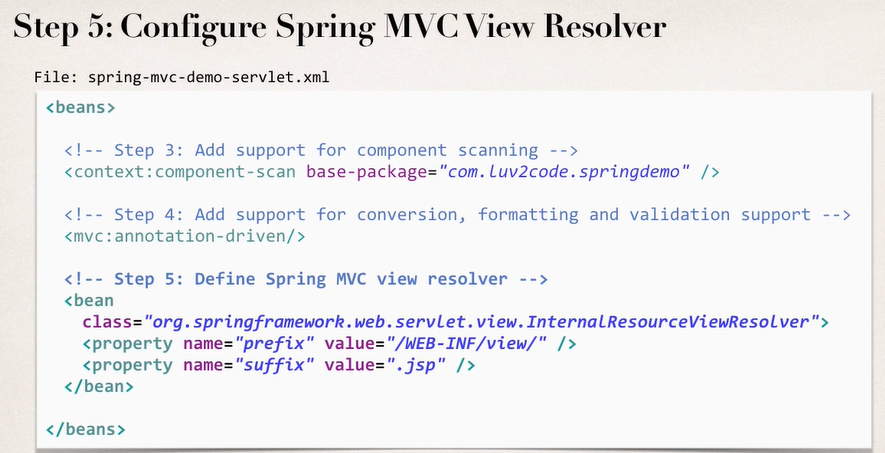 Step 5: Configure Spring MVC View Resolver
File: spring-mvc-demo-servlet.xml
<beans>
<!-- Step 3: Add support for component scanning -->
<context:component-scan base-package="com.luv2code.springdemo" />
<!-- Step 4: Add support for conversion, formatting and validation support -->
<mvc:annotation-driven/>
<!-- Step 5: Define Spring MVC view resolver -->
<bean
class="org.springframework.web.servlet.view.InternalResourceViewResolver">
<property name="prefix" value="/WEB-INF/view/" />
<property name="suffix" value=".jsp" />
</bean>
</beans>